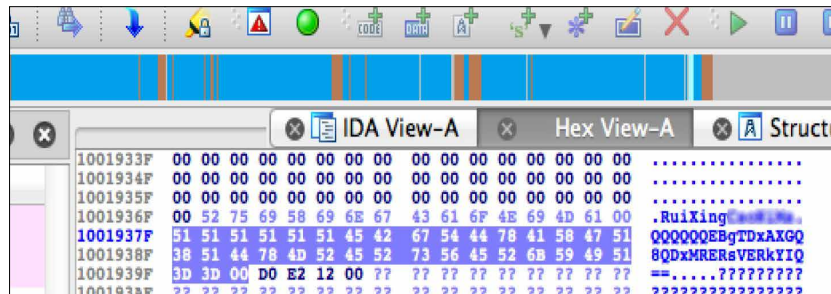 CODE DATA 's'
IDA View-A Hex View-A Struct
1001933F 00 00 00 00 00 00 00 00 00 00 00 00 00 00 00 00 ................
1001934F 00 00 00 00 00 00 00 00 00 00 00 00 00 00 00 00 ................
1001935F 00 00 00 00 00 00 00 00 00 00 00 00 00 00 00 00 ................
1001936F 00 52 75 69 58 69 6E 67 43 61 6F 4E 69 4D 61 00 .RuiXing
1001937F 51 51 51 51 51 51 45 42 67 54 44 78 41 58 47 51 QQQQQQEBgTDxAXGQ
1001938F 38 51 44 78 4D 52 45 52 73 56 45 52 6B 59 49 51 8QDxMRERsVERkYIQ
1001939F 3D 3D 00 D0 E2 12 00 ?? ?? ?? ?? ?? ?? ?? ?? ?? ==.....?????????
100193AF ?? ?? ?? ?? ?? ?? ?? ?? ?? ?? ?? ?? ?? ?? ?? ?? ????????????????